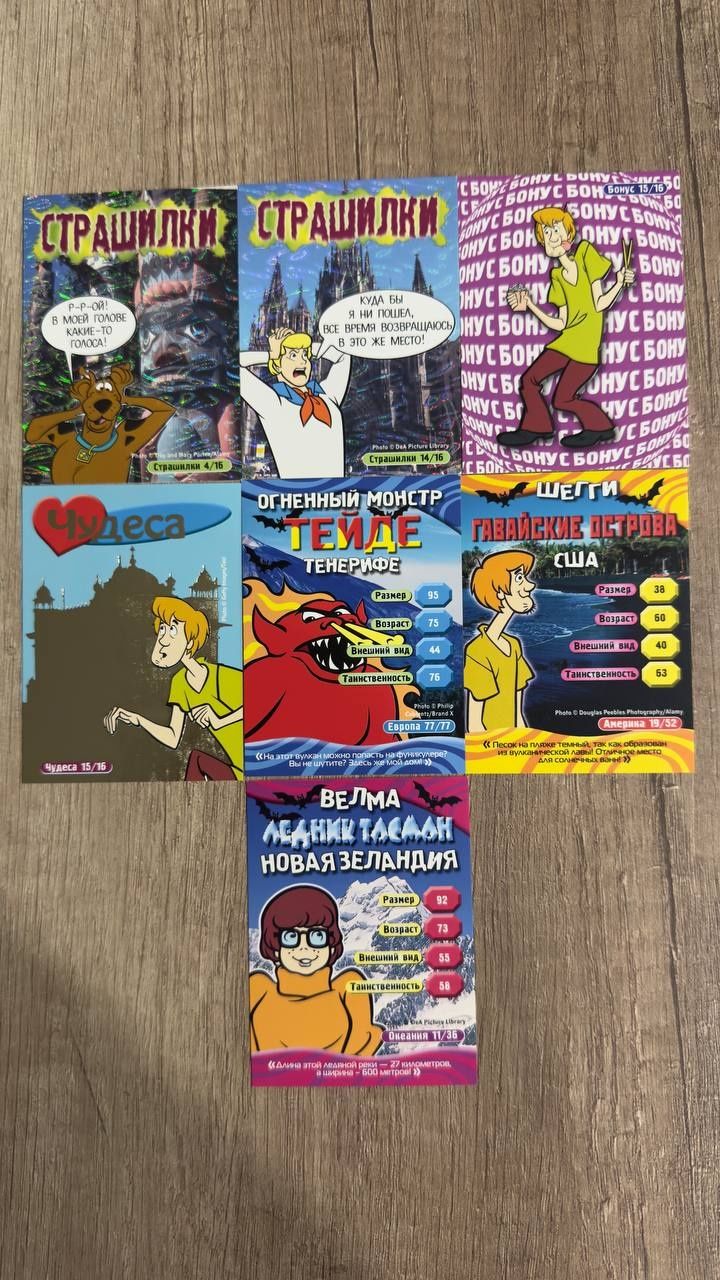 СТРАШИЛКИ
Р-Р-ОЙ!
В МОЕЙ ГОЛОВЕ
КАКИЕ-ТО
ГОЛОСА!
Страшилки 4/16
СТРАШИЛКИ
КУДА БЫ
Я НИ ПОШЕЛ,
ВСЕ ВРЕМЯ ВОЗВРАЩАЮСЬ
В ЭТО ЖЕ МЕСТО!
Photo © DeA Picture Library
Страшилки 14/16
Бонус 15/16
БОНУС БОНУС БОНУС
Чудеса
Чудеса 15/16
ОГНЕННЫЙ МОНСТР
ТЕЙДЕ
ТЕНЕРИФЕ
Размер 95
Возраст 75
Внешний вид 44
Таинственность 76
Photo © Philip
Coblentz/Brand X
Европа 77/77
«На этот вулкан можно попасть на фуникулере?
Вы не шутите? Здесь же мой дом!»
ШЕГГИ
ГАВАЙСКИЕ ОСТРОВА
США
Размер 38
Возраст 60
Внешний вид 40
Таинственность 63
Photo © Douglas Peebles Photography/Alamy
Америка 19/52
«Песок на пляже темный, так как образован
из вулканической лавы! Отличное место
для солнечных ванн!»
ВЕЛМА
ЛЕДНИК ТАСМАН
НОВАЯ ЗЕЛАНДИЯ
Размер 92
Возраст 73
Внешний вид 55
Таинственность 58
Photo © DeA Picture Library
Океания 11/36
«Длина этой ледяной реки — 27 километров,
а ширина – 600 метров!»